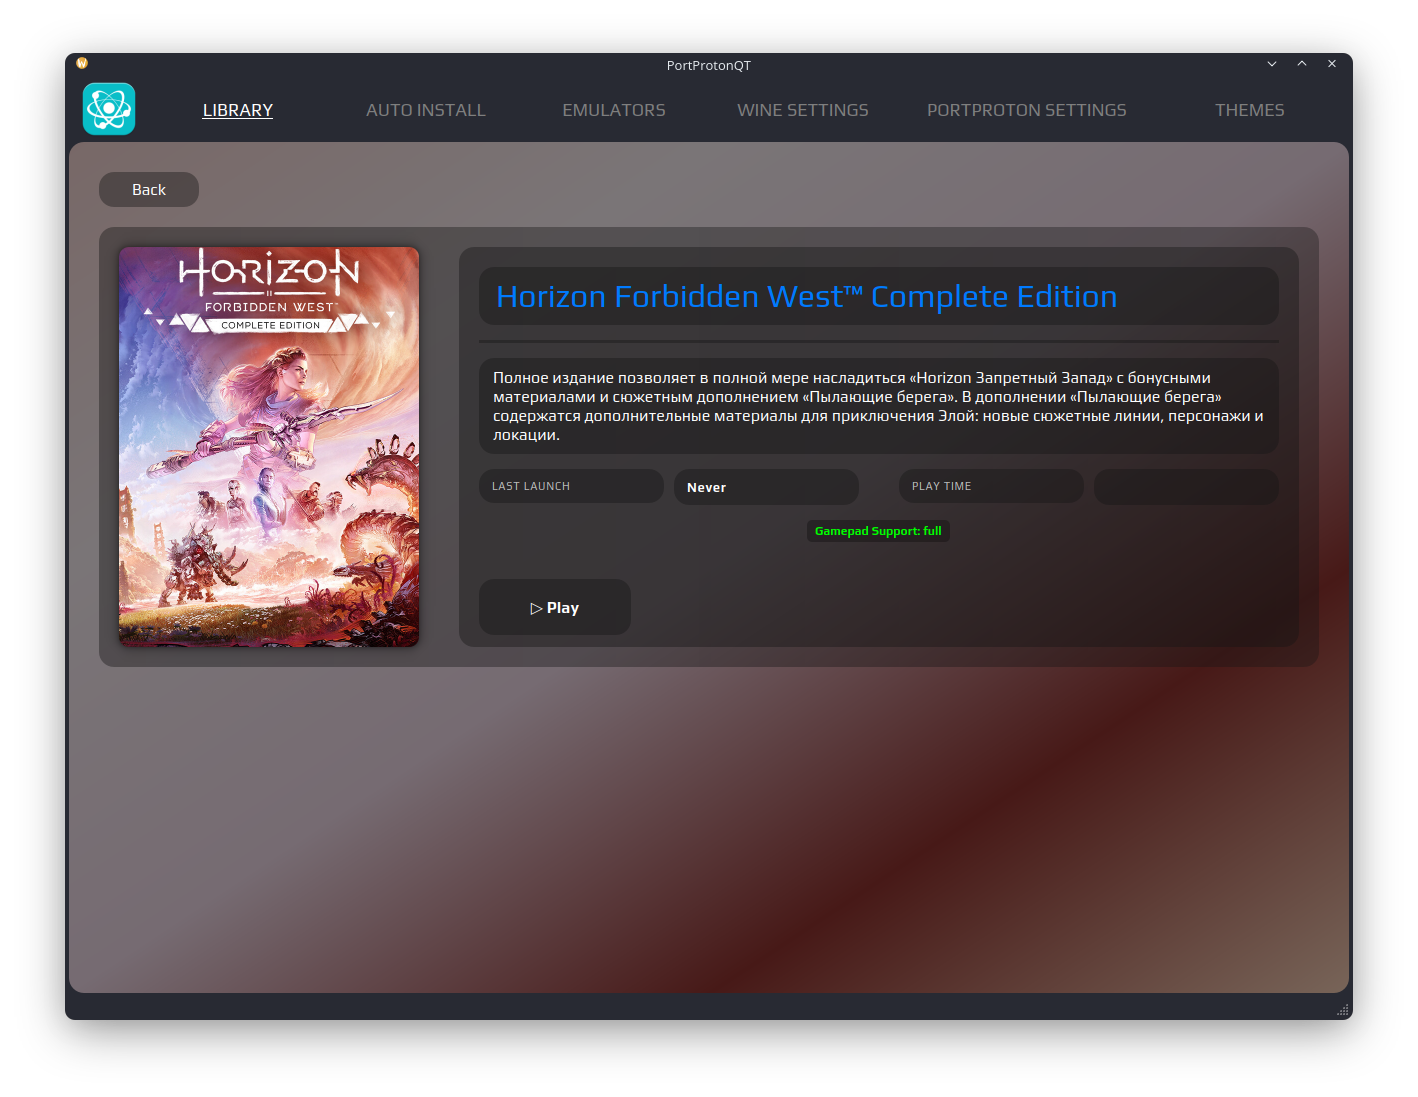 PortProtonQT
LIBRARY
AUTO INSTALL
EMULATORS
WINE SETTINGS
PORTPROTON SETTINGS
THEMES
Back
HORIZON
FORBIDDEN WEST™
COMPLETE EDITION
Horizon Forbidden West™ Complete Edition
Полное издание позволяет в полной мере насладиться «Horizon Запретный Запад» с бонусными
материалами и сюжетным дополнением «Пылающие берега». В дополнении «Пылающие берега»
содержатся дополнительные материалы для приключения Элой: новые сюжетные линии, персонажи и
локации.
LAST LAUNCH
Never
PLAY TIME
Gamepad Support: full
▷ Play